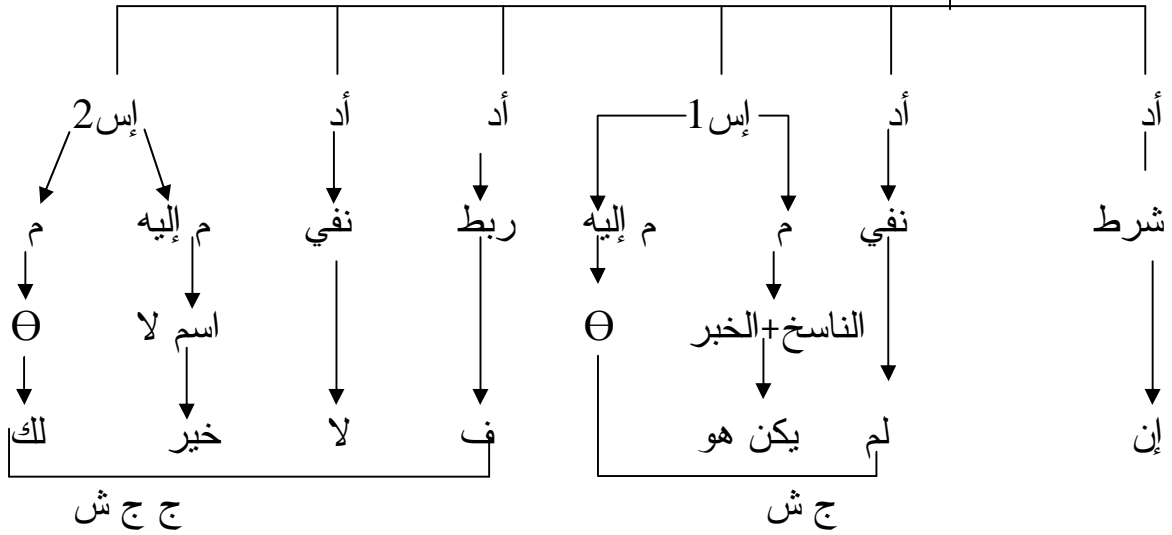 أد أد إس1 أد أد إس2
شرط نفي م م إليه ربط نفي م إليه م
الناسخ+الخبر Ɵ اسم لا Ɵ
إن لم يكن هو ف لا خير لك
ج ش ج ج ش